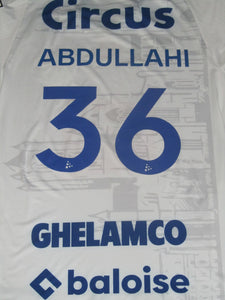 Circus
ABDULLAHI
36
GHELAMCO
baloise